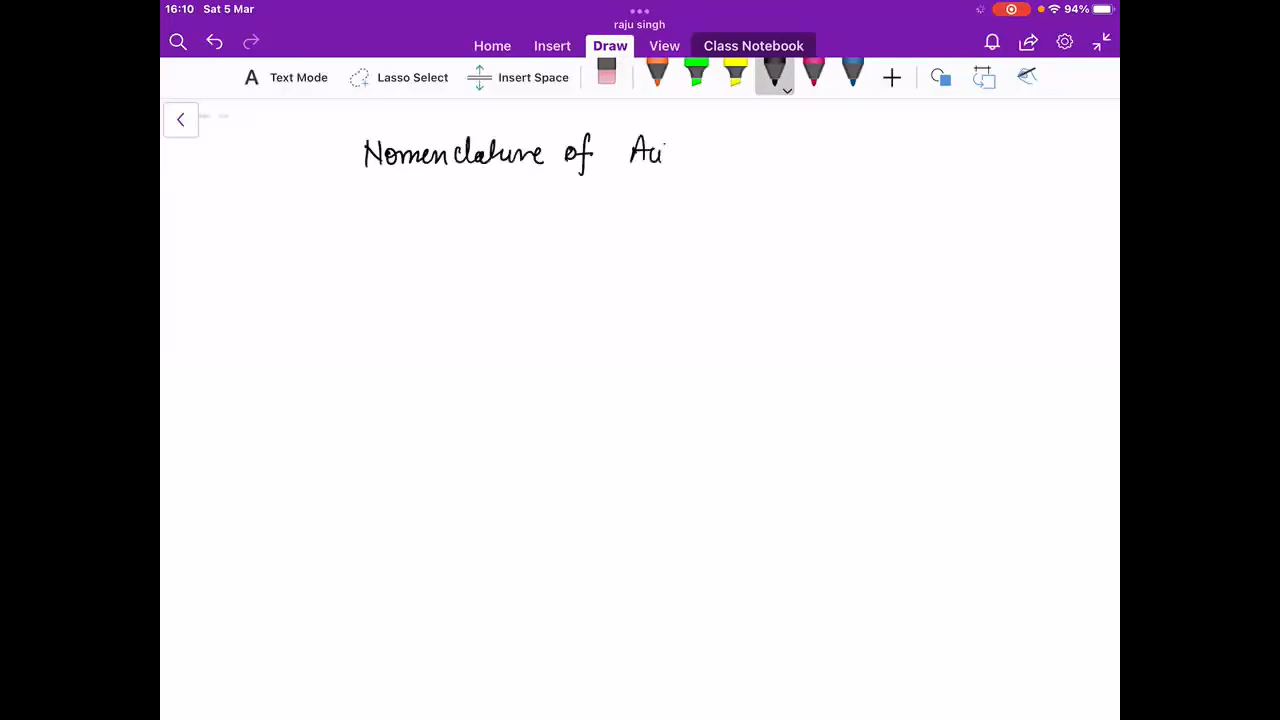 16:10 Sat 5 Mar
94%
raju singh
Home Insert Draw View Class Notebook
A Text Mode Lasso Select Insert Space
Nomenclature of Aci